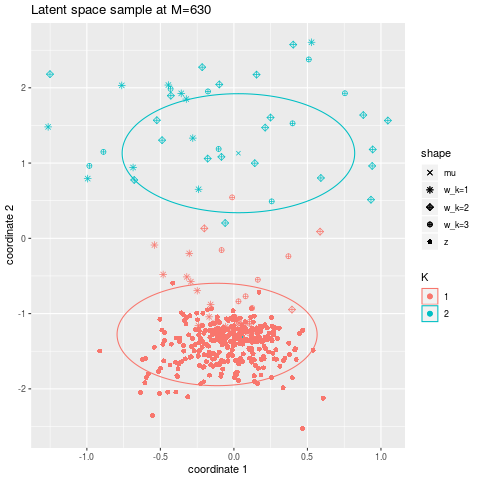 Latent space sample at M=630
coordinate 2
2
1
0
-1
-2
-1.0
-0.5
0.0
0.5
1.0
coordinate 1
shape
mu
w_k=1
w_k=2
w_k=3
z
K
1
2